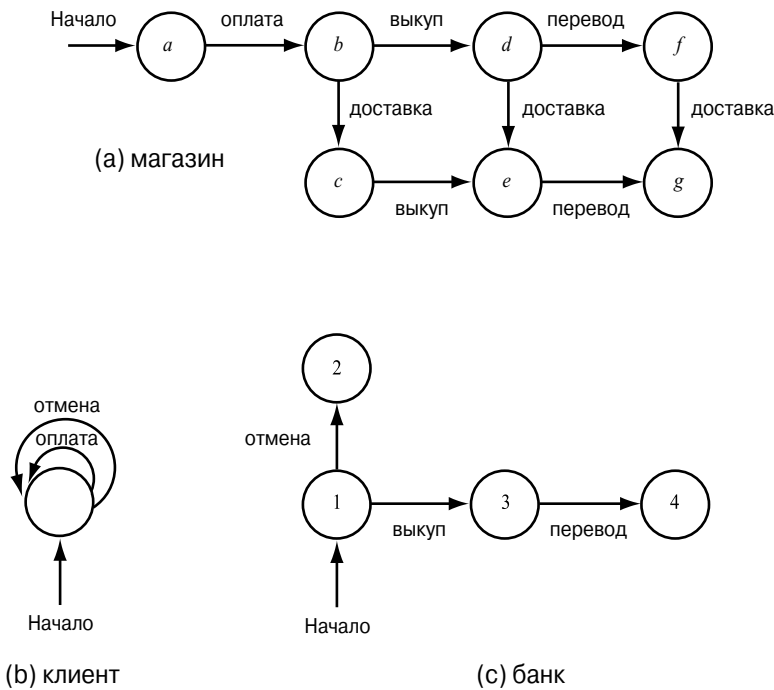 Начало
оплата
выкуп
перевод
a
b
d
f
доставка
доставка
доставка
(a) магазин
c
e
g
выкуп
перевод
2
отмена
отмена
оплата
1
3
4
выкуп
перевод
Начало
Начало
(b) клиент
(c) банк